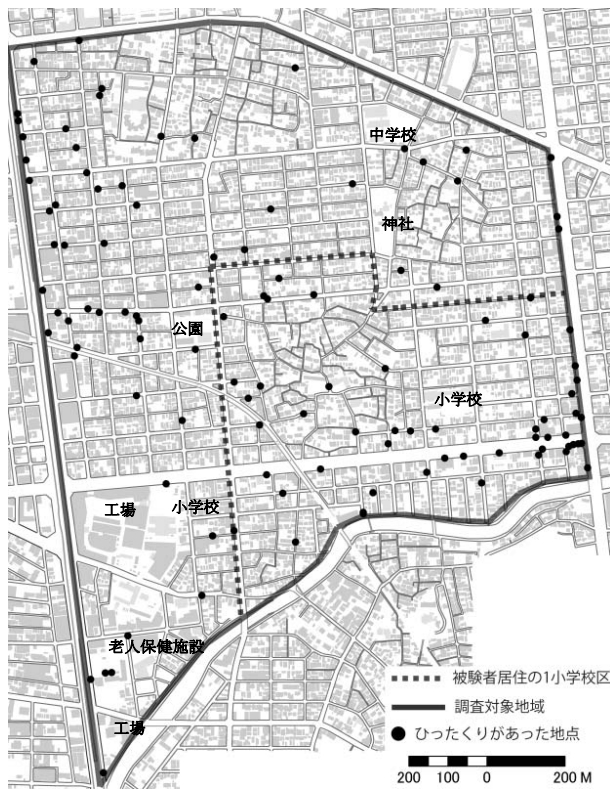 中学校
神社
公園
小学校
工場
小学校
老人保健施設
工場
被験者居住の1小学校区
調査対象地域
ひったくりがあった地点
200 100 0 200 M